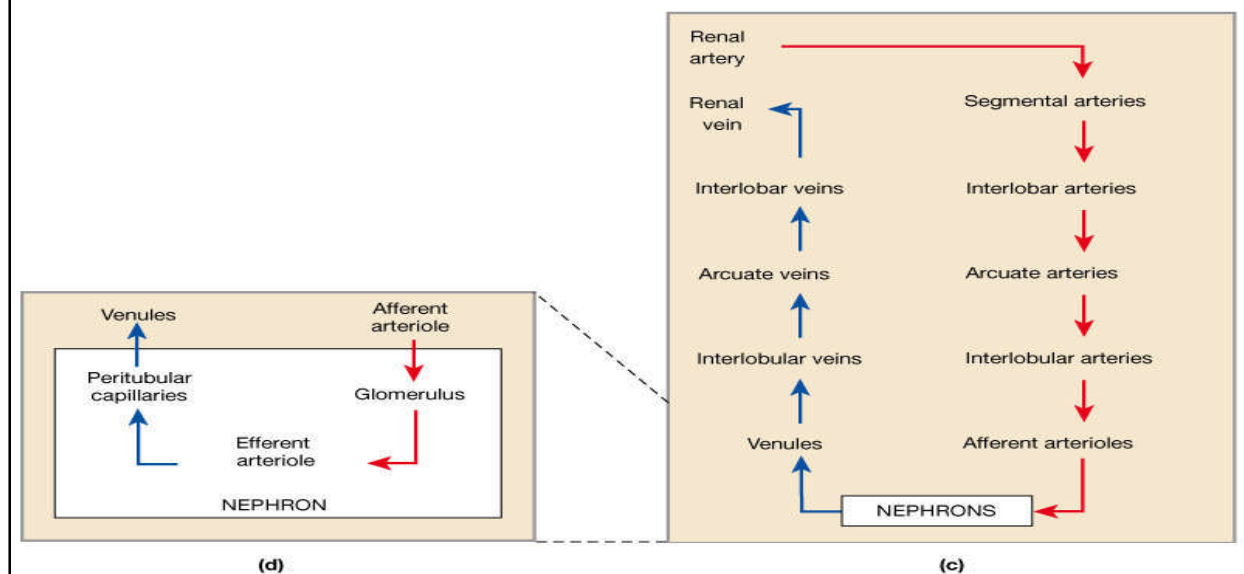 Renal
artery
Segmental arteries
Renal
vein
Interlobar veins
Interlobar arteries
Arcuate veins
Arcuate arteries
Interlobular veins
Interlobular arteries
Venules
Afferent arterioles
NEPHRONS
(c)
Venules
Afferent
arteriole
Peritubular
capillaries
Glomerulus
Efferent
arteriole
NEPHRON
(d)